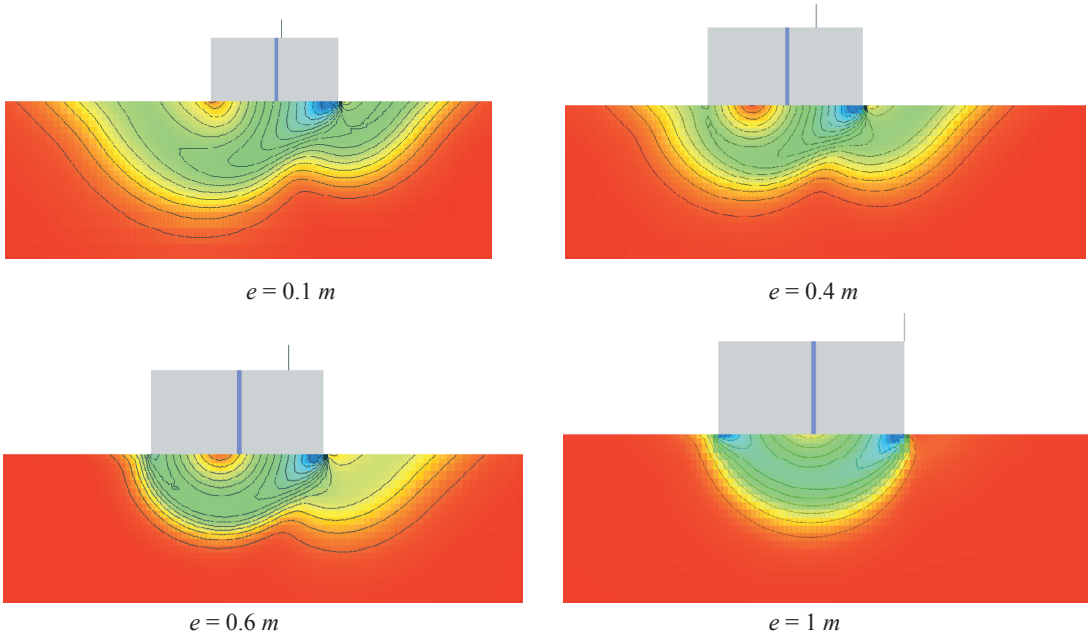 e = 0.1 m
e = 0.4 m
e = 0.6 m
e = 1 m